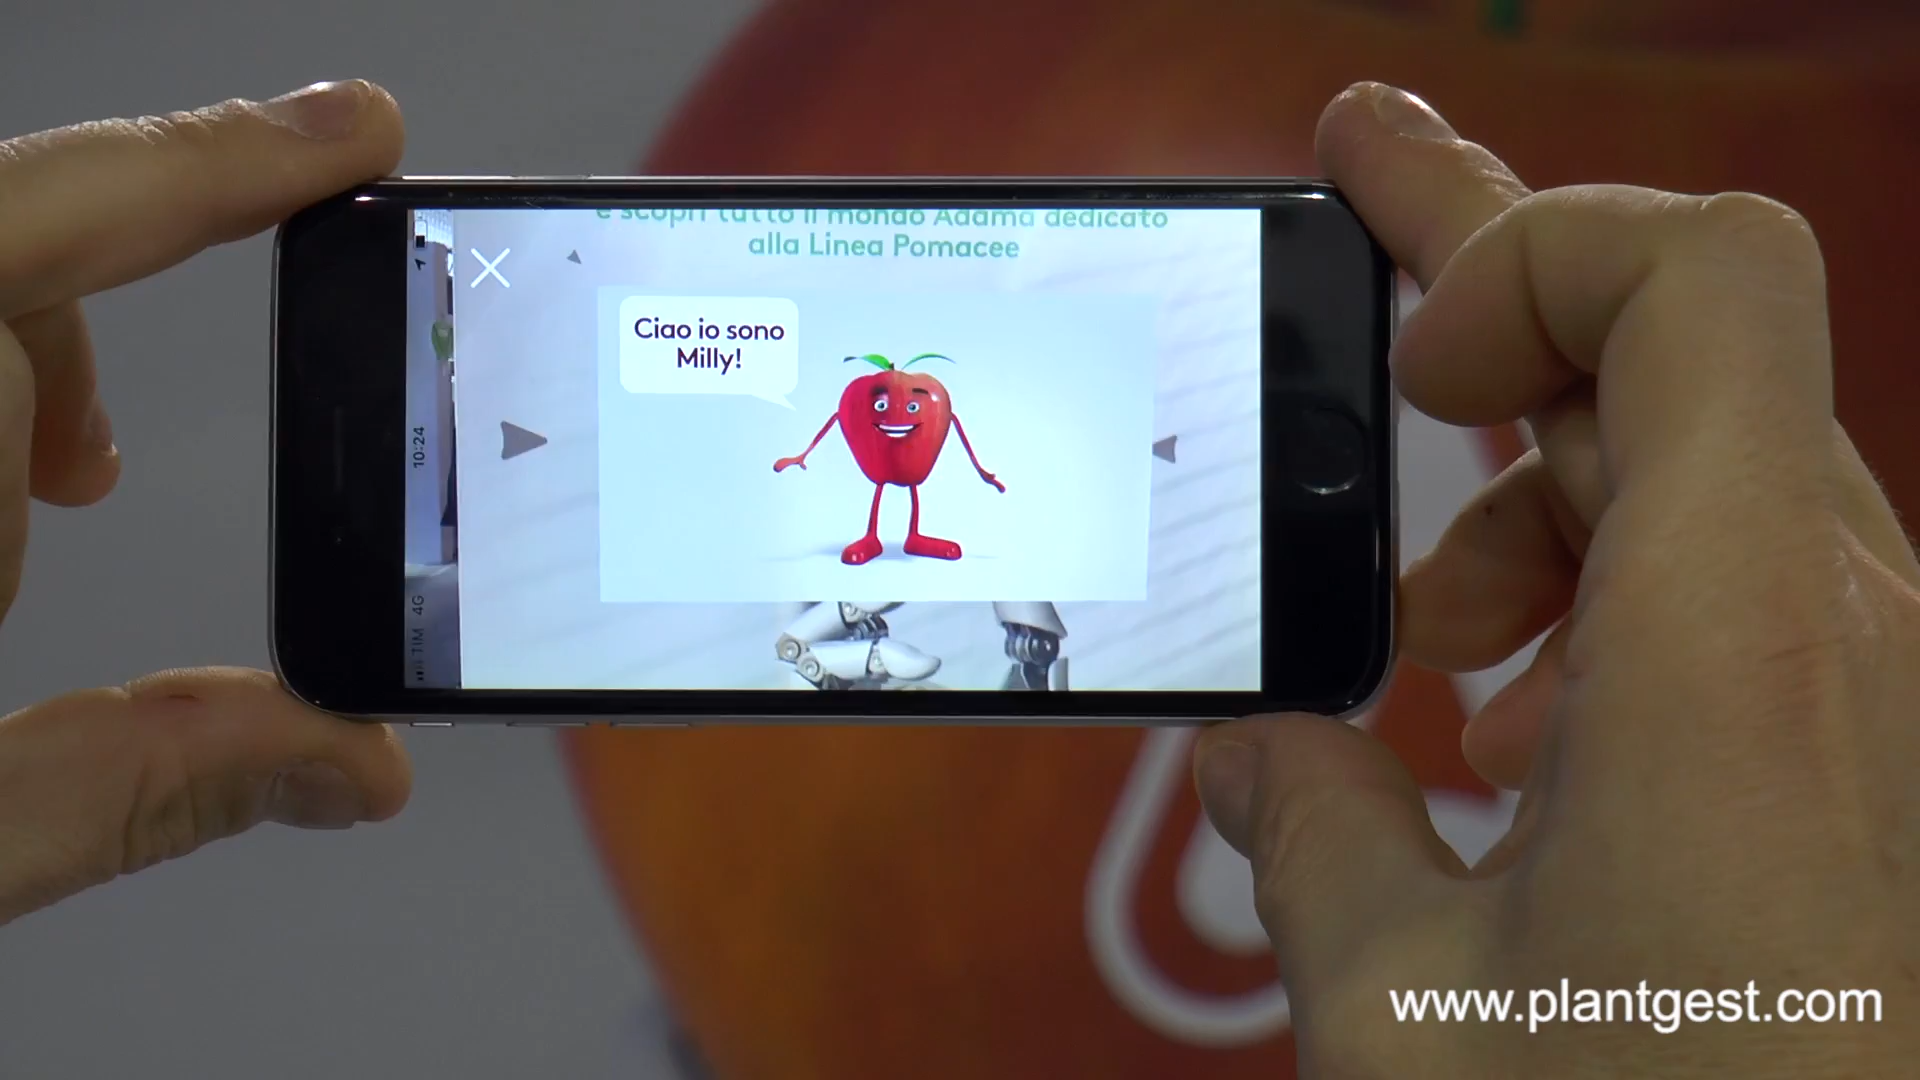 e scopri tutto il mondo Adama dedicato
alla Linea Pomacee
Ciao io sono
Milly!
10:24
TIM 4G
www.plantgest.com